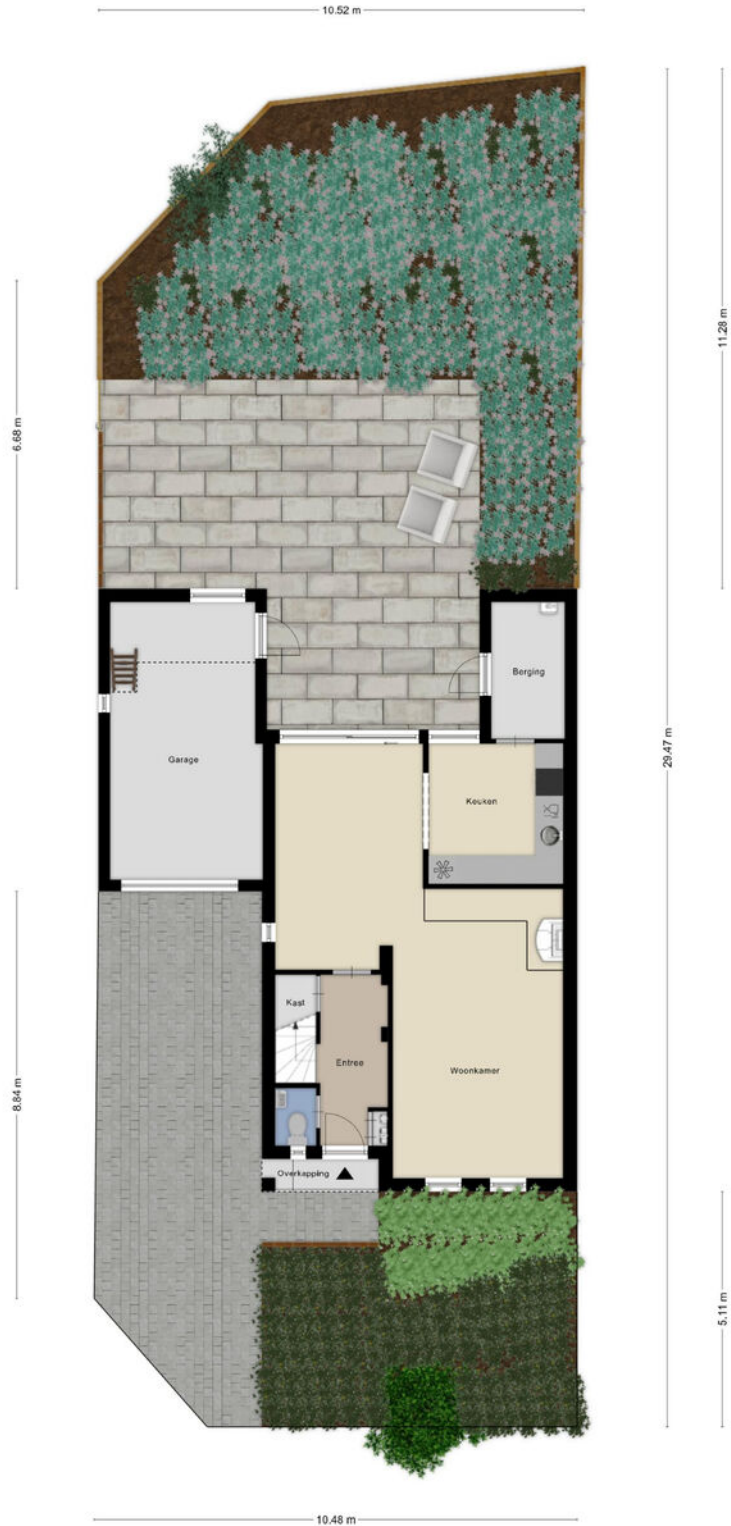 10.52 m
11.28 m
6.68 m
Berging
29.47 m
Garage
Keuken
Kast
Entree
Woonkamer
8.84 m
Overkapping
5.11 m
10.48 m